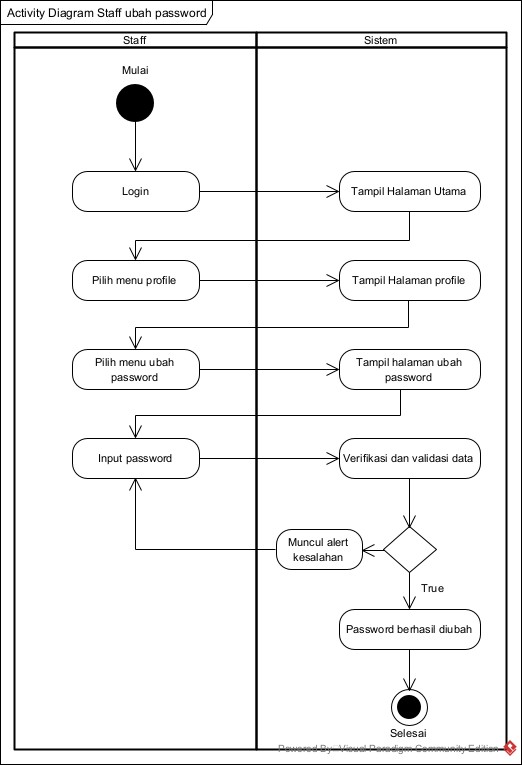 Activity Diagram Staff ubah password
Staff
Sistem
Mulai
Login
Tampil Halaman Utama
Pilih menu profile
Tampil Halaman profile
Pilih menu ubah
password
Tampil halaman ubah
password
Input password
Verifikasi dan validasi data
Muncul alert
kesalahan
True
Password berhasil diubah
Selesai
Powered By: Visual Paradigm Community Edition